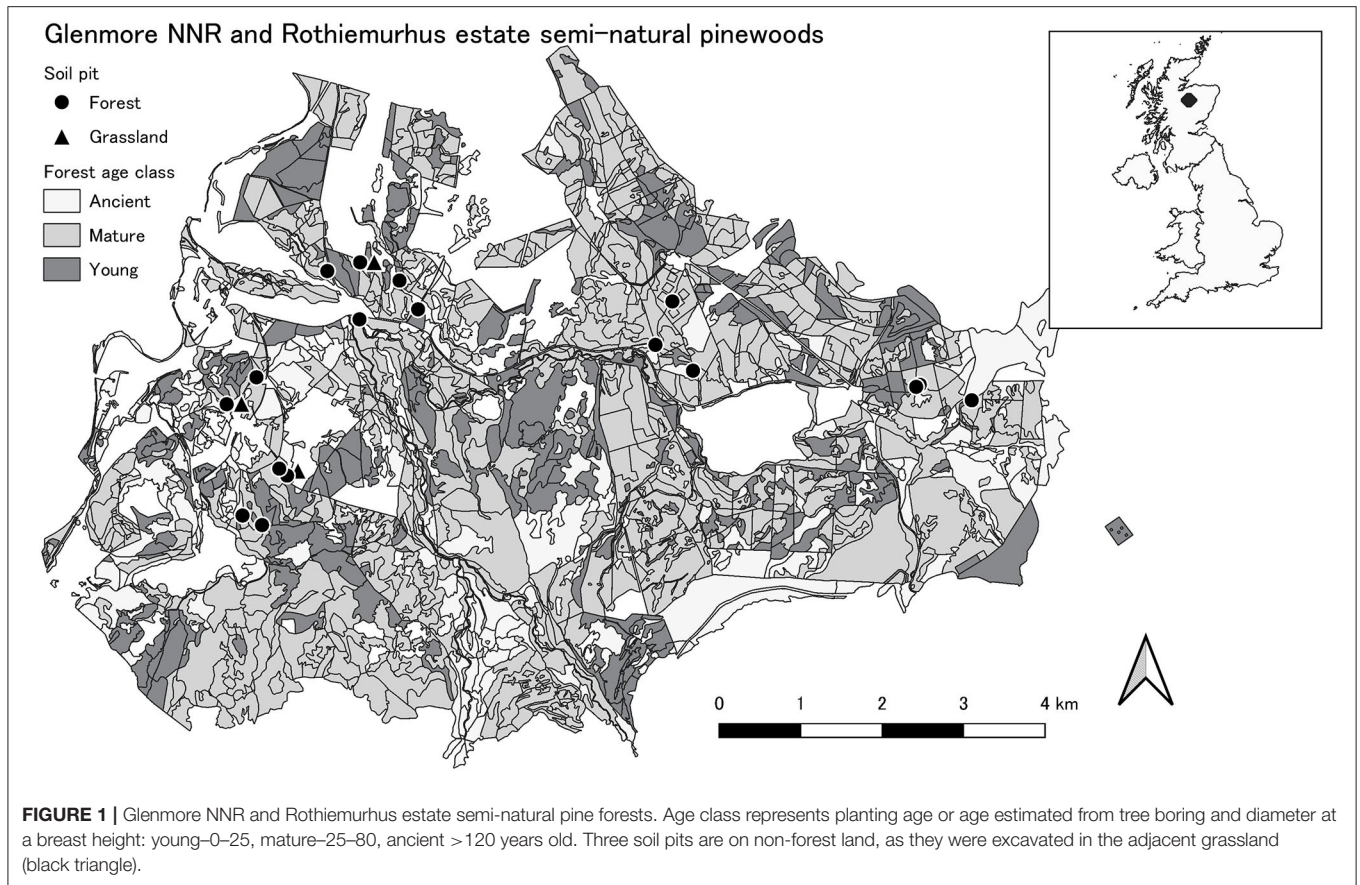 Glenmore NNR and Rothiemurhus estate semi-natural pinewoods
Soil pit
Forest
Grassland
Forest age class
Ancient
Mature
Young
0 1 2 3 4 km
FIGURE 1 | Glenmore NNR and Rothiemurhus estate semi-natural pine forests. Age class represents planting age or age estimated from tree boring and diameter at
a breast height: young–0–25, mature–25–80, ancient >120 years old. Three soil pits are on non-forest land, as they were excavated in the adjacent grassland
(black triangle).